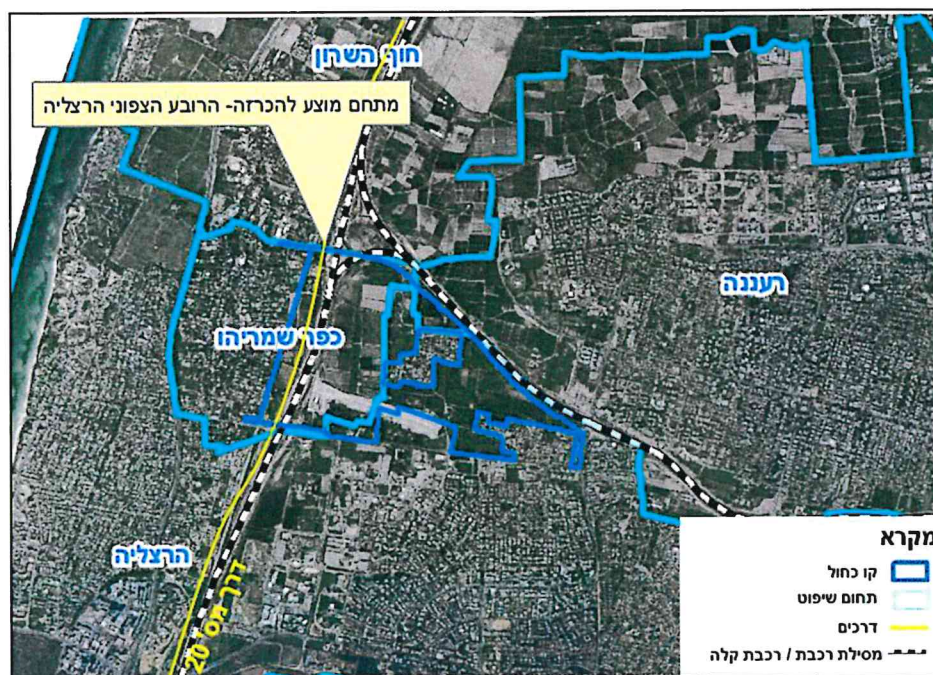 חוף השרון
מתחם מוצע להכרזה- הרובע הצפוני הרצליה
רעננה
כפר שמריהו
הרצליה
דרך מס' 20
מקרא
קו כחול
תחום שיפוט
דרכים
מסילת רכבת / רכבת קלה